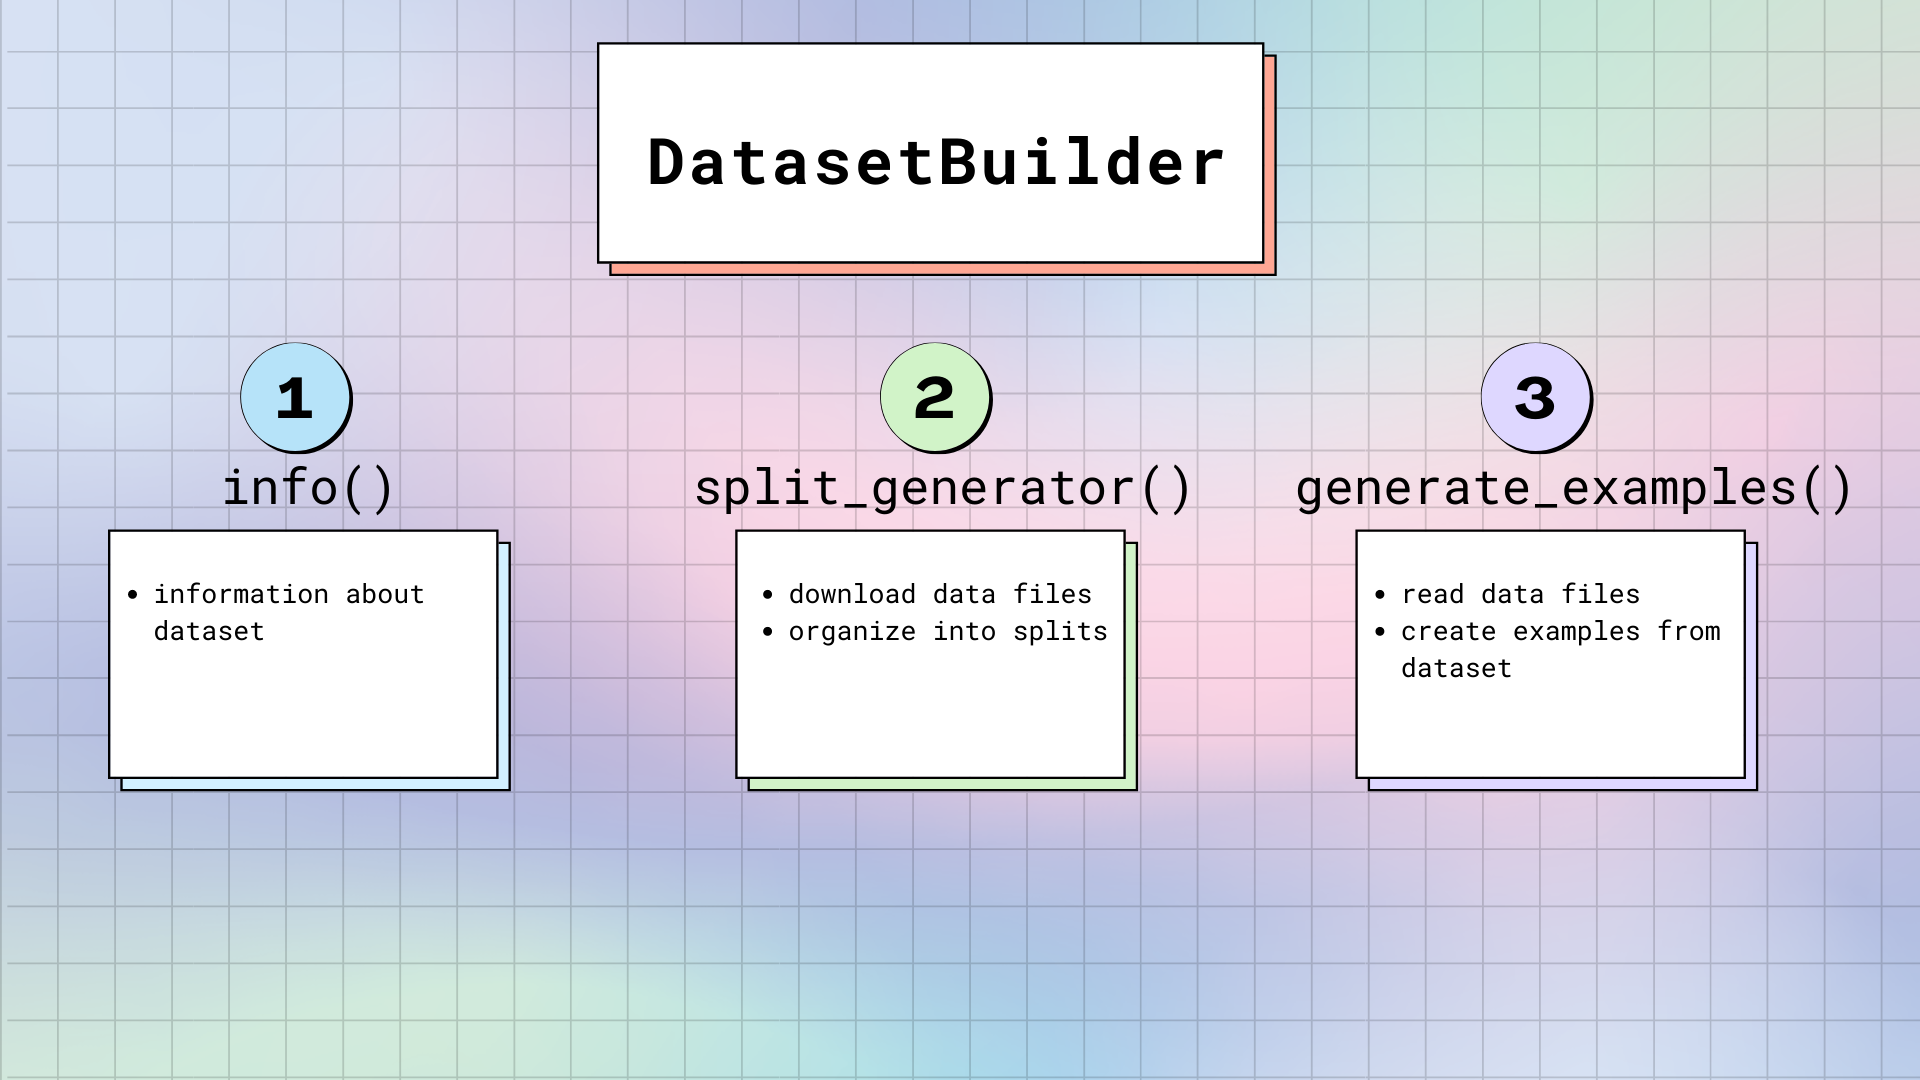 DatasetBuilder
1
info()
• information about
dataset
2
split_generator()
• download data files
• organize into splits
3
generate_examples()
• read data files
• create examples from
dataset